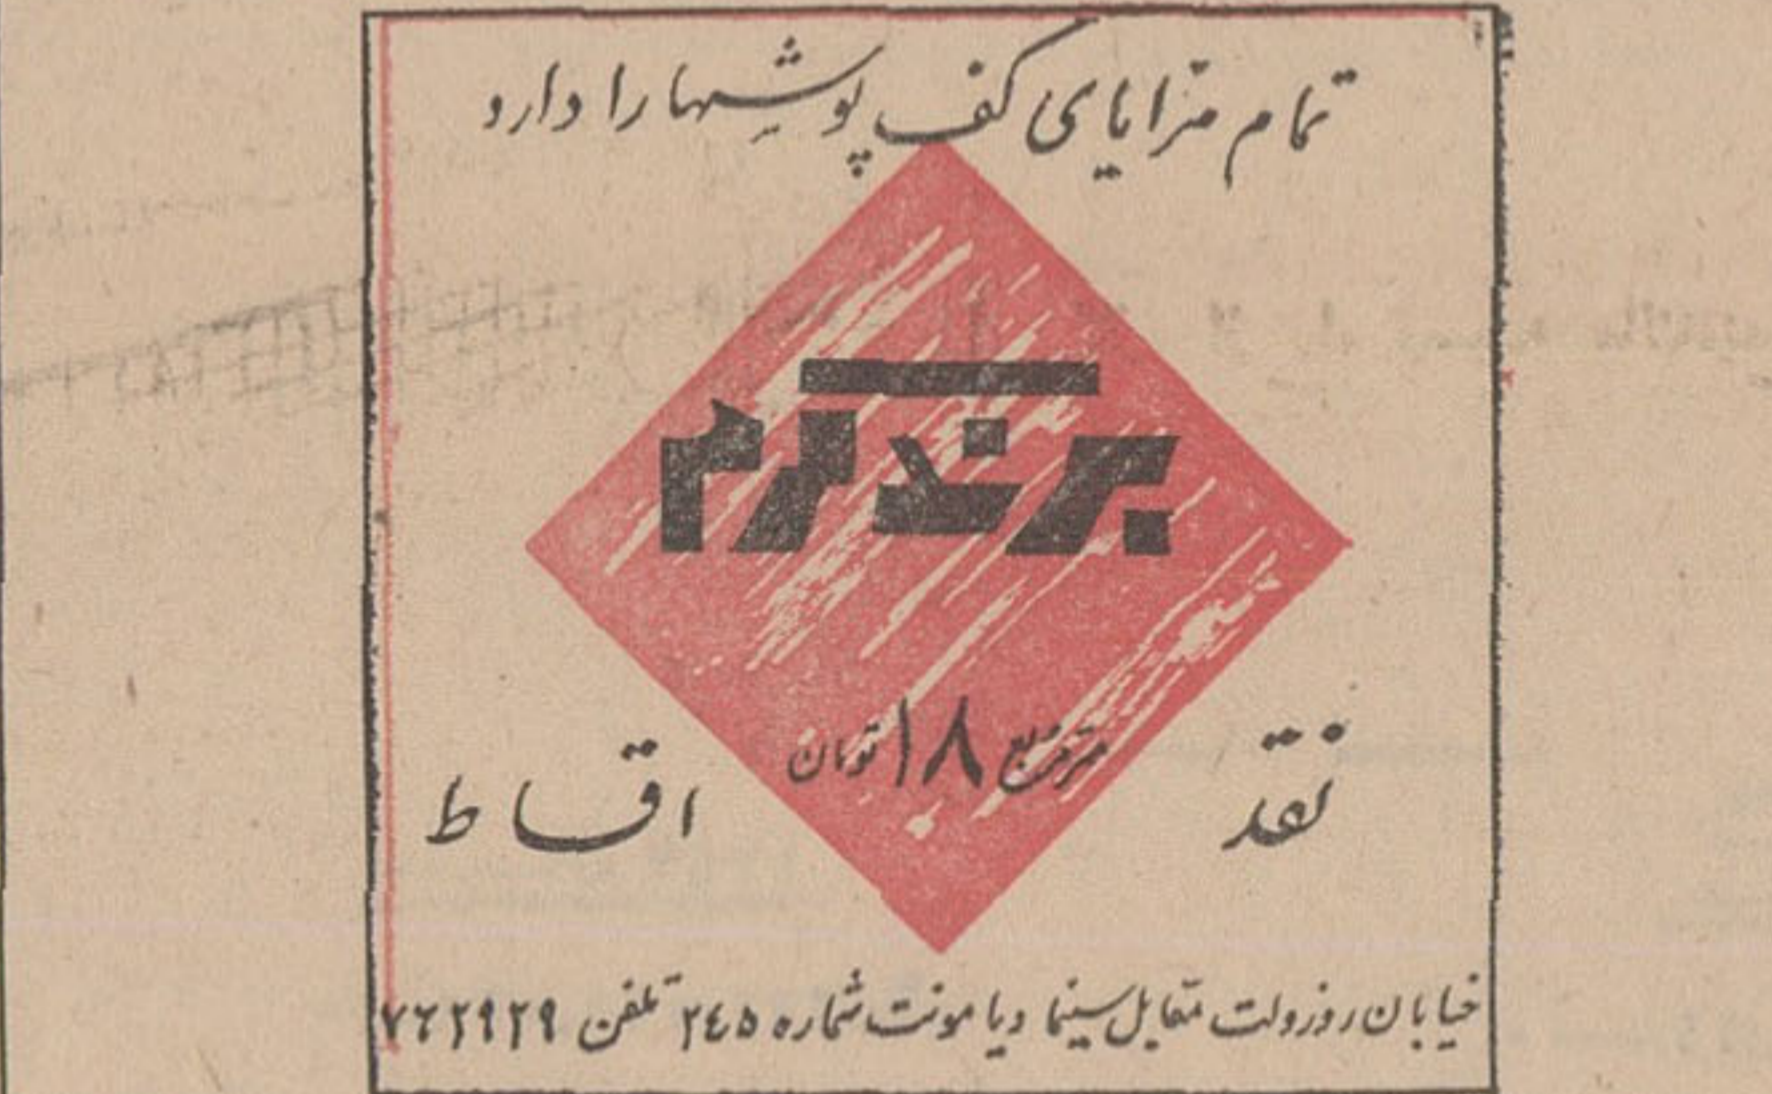 تمام مزایای کف پوشها را دارد
متر مربع ۱۸ تومان
نقد
اقساط
خیابان روزولت مقابل سینما دیامونت شماره ۲۴۵ تلفن ۷۶۲۹۲۹